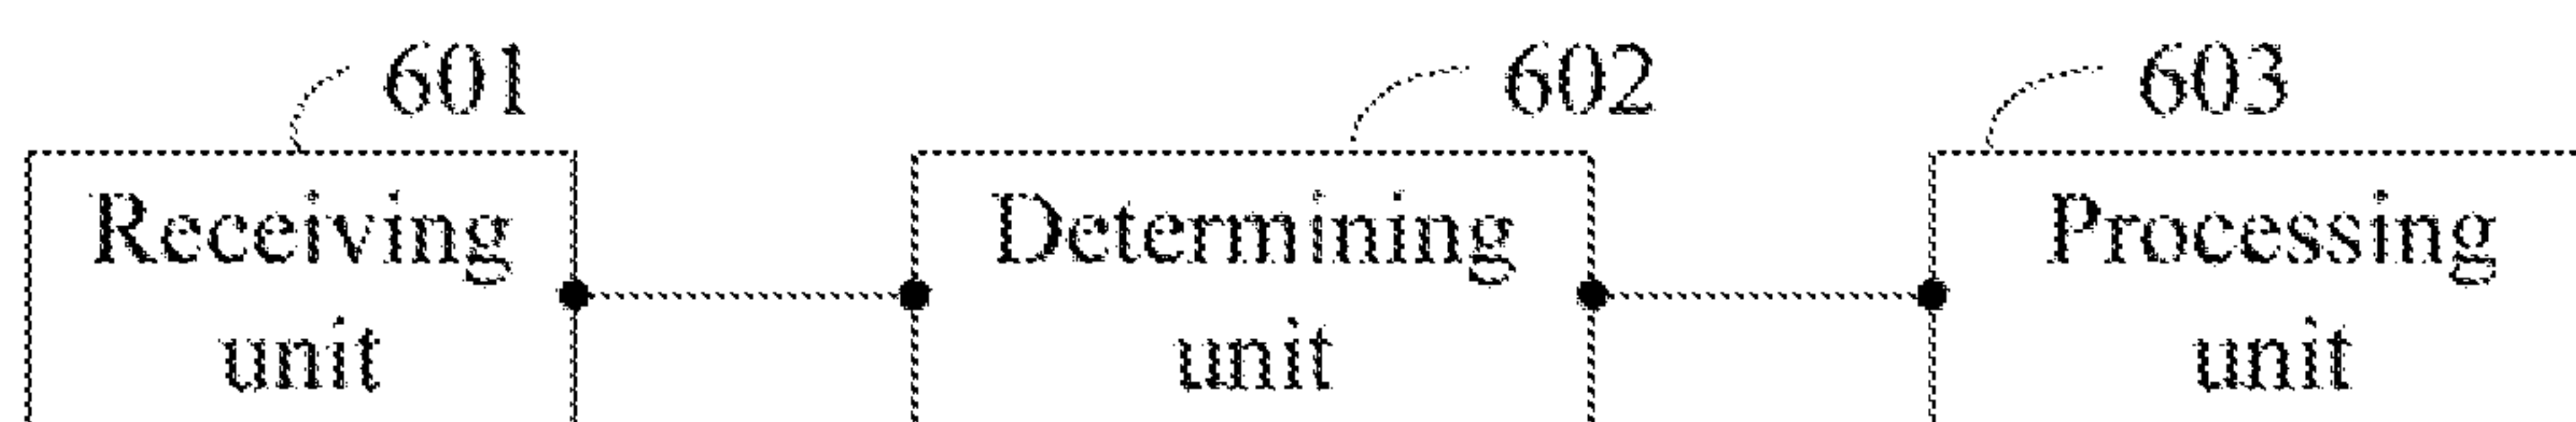 601
602
603
Receiving
unit
Determining
unit
Processing
unit